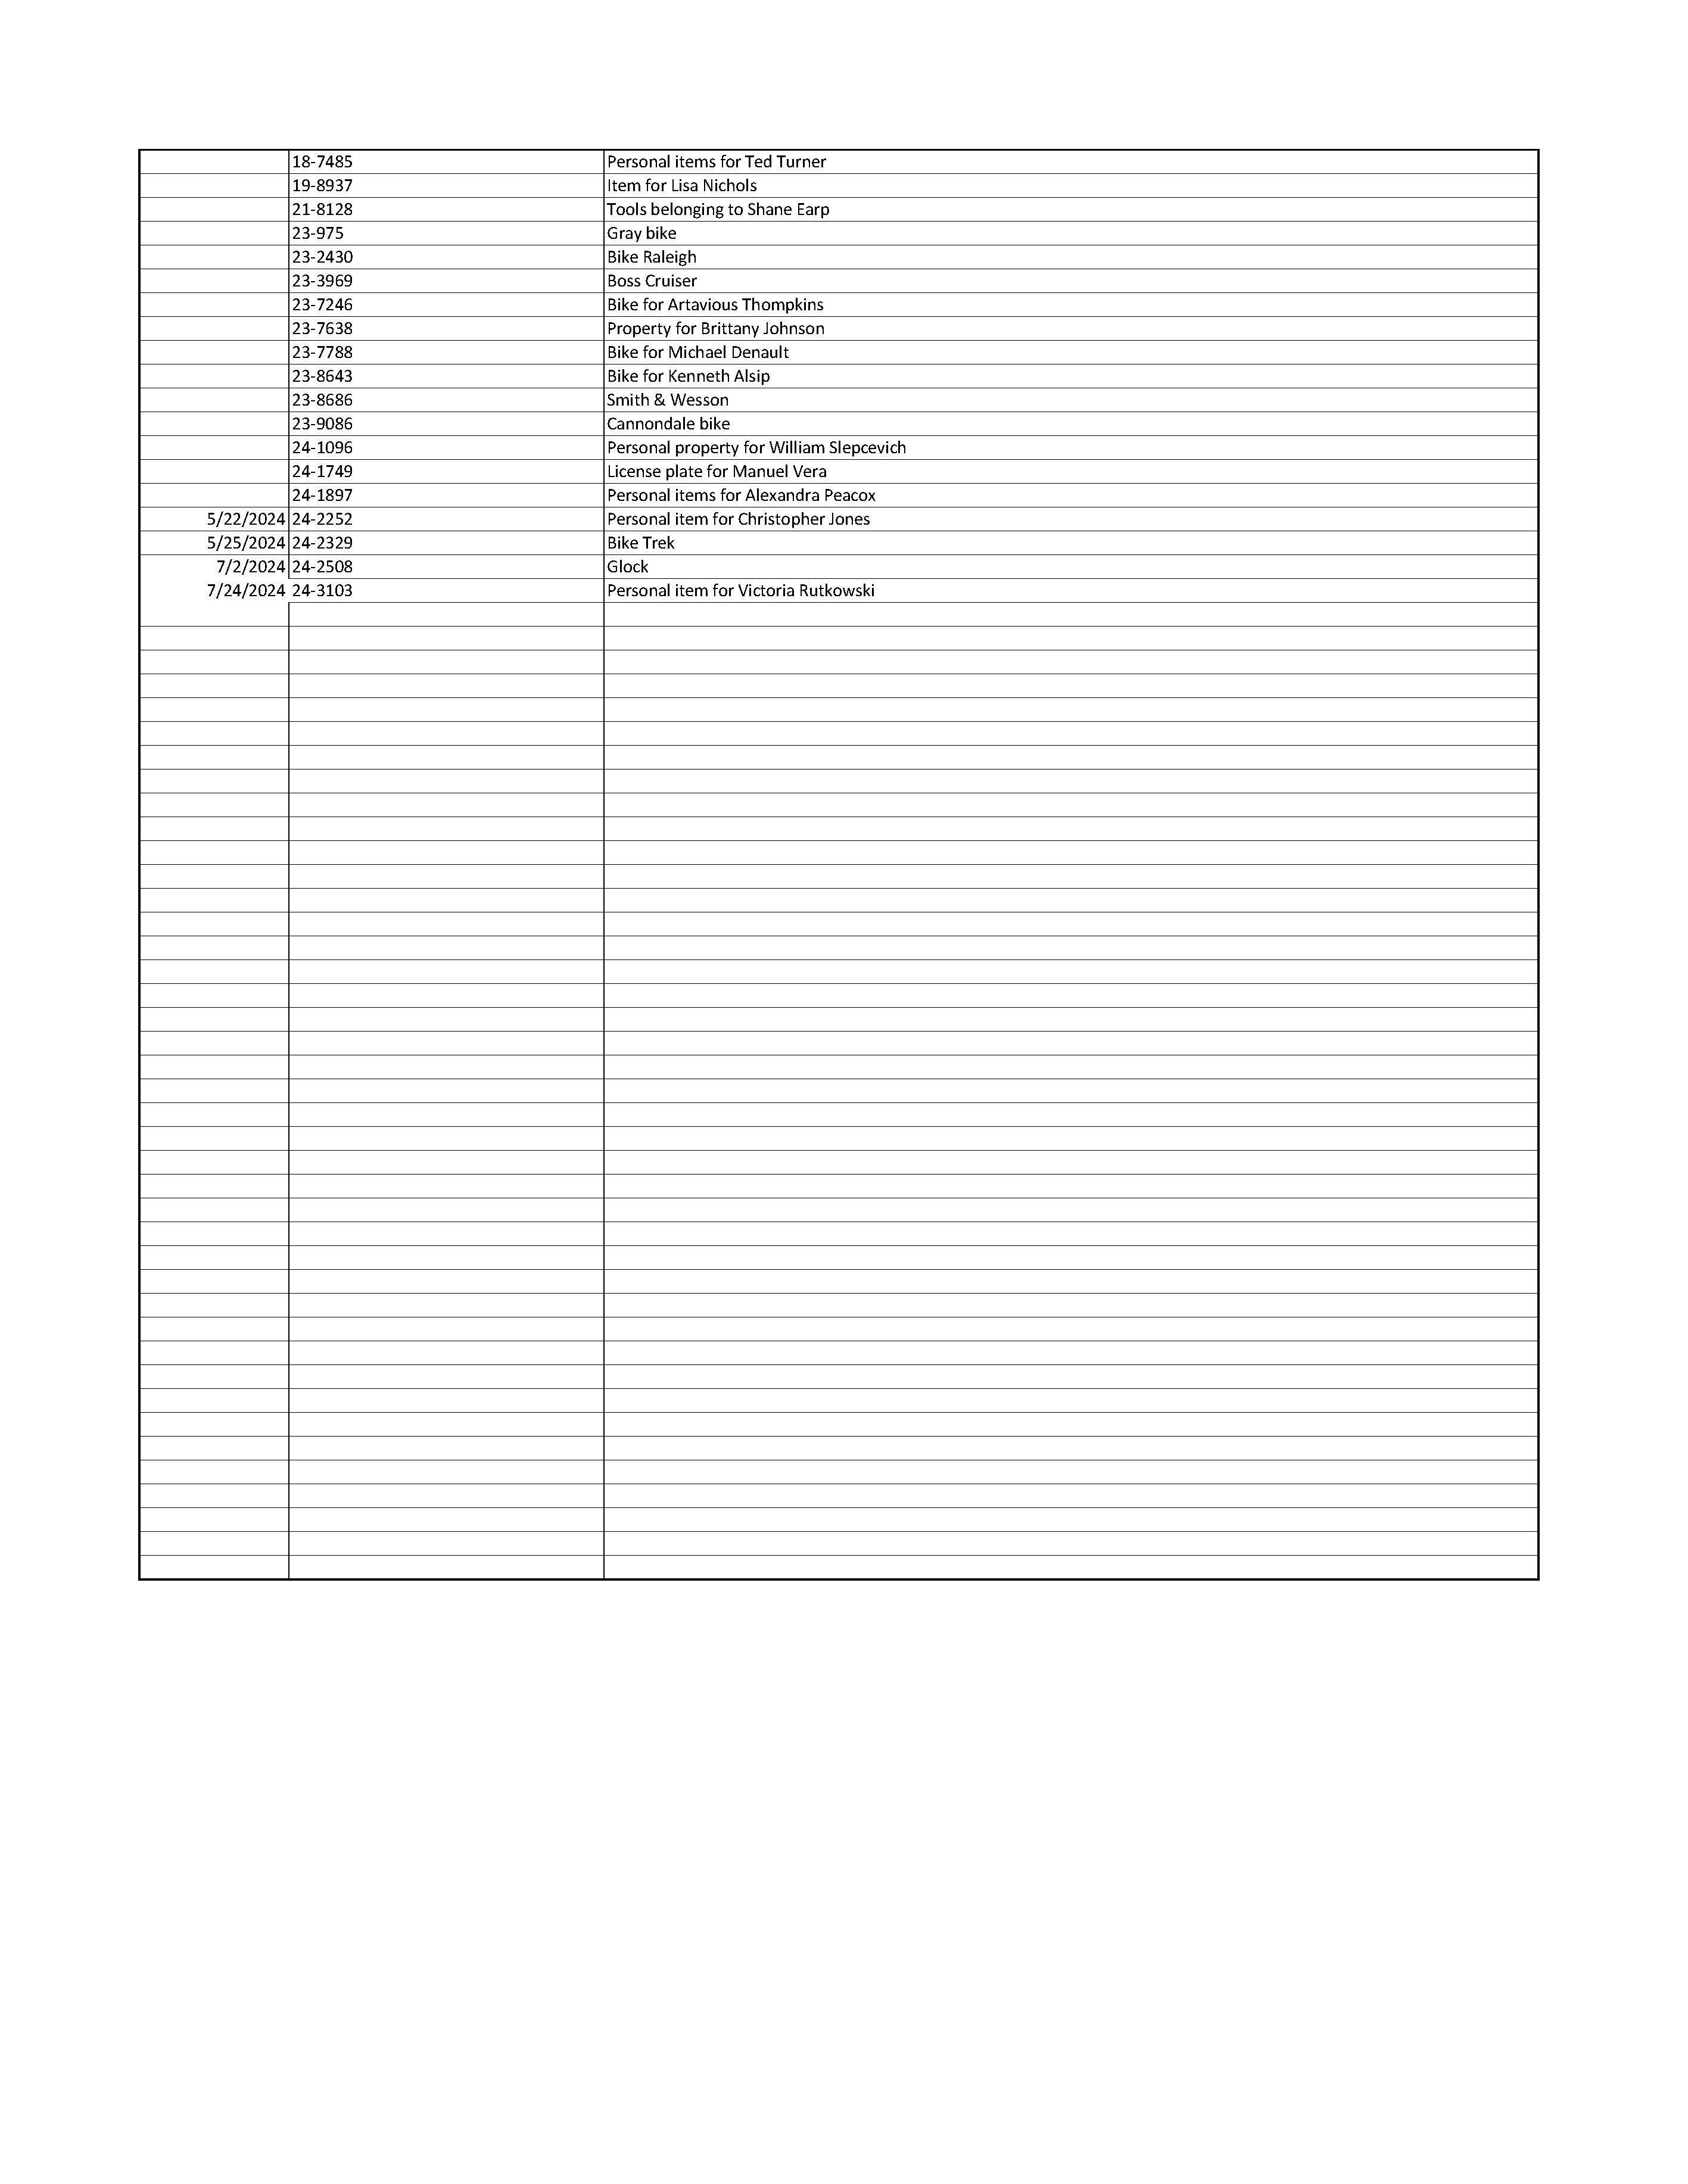 18-7485 Personal items for Ted Turner
19-8937 Item for Lisa Nichols
21-8128 Tools belonging to Shane Earp
23-975 Gray bike
23-2430 Bike Raleigh
23-3969 Boss Cruiser
23-7246 Bike for Artavious Thompkins
23-7638 Property for Brittany Johnson
23-7788 Bike for Michael Denault
23-8643 Bike for Kenneth Alsip
23-8686 Smith & Wesson
23-9086 Cannondale bike
24-1096 Personal property for William Slepcevich
24-1749 License plate for Manuel Vera
24-1897 Personal items for Alexandra Peacox
5/22/2024 24-2252 Personal item for Christopher Jones
5/25/2024 24-2329 Bike Trek
7/2/2024 24-2508 Glock
7/24/2024 24-3103 Personal item for Victoria Rutkowski